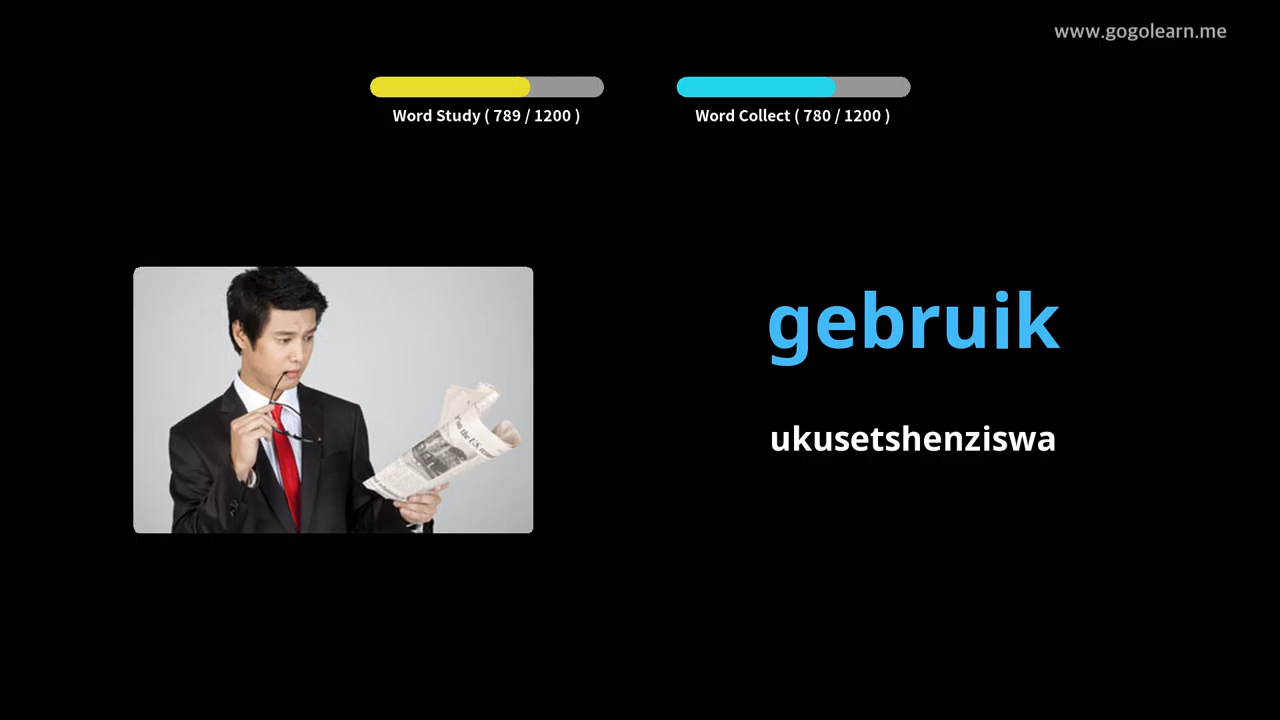 www.gogolearn.me
Word Study ( 789 / 1200 )
Word Collect ( 780 / 1200 )
gebruik
ukusetshenziswa